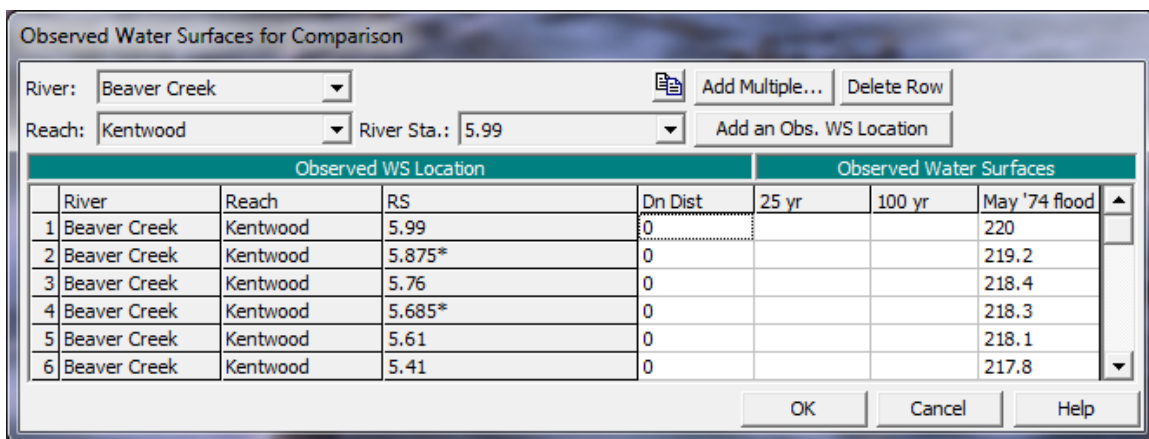 Observed Water Surfaces for Comparison
River: Beaver Creek Add Multiple... Delete Row
Reach: Kentwood River Sta.: 5.99 Add an Obs. WS Location
Observed WS Location Observed Water Surfaces
River Reach RS Dn Dist 25 yr 100 yr May '74 flood
1 Beaver Creek Kentwood 5.99 0 220
2 Beaver Creek Kentwood 5.875* 0 219.2
3 Beaver Creek Kentwood 5.76 0 218.4
4 Beaver Creek Kentwood 5.685* 0 218.3
5 Beaver Creek Kentwood 5.61 0 218.1
6 Beaver Creek Kentwood 5.41 0 217.8
OK Cancel Help